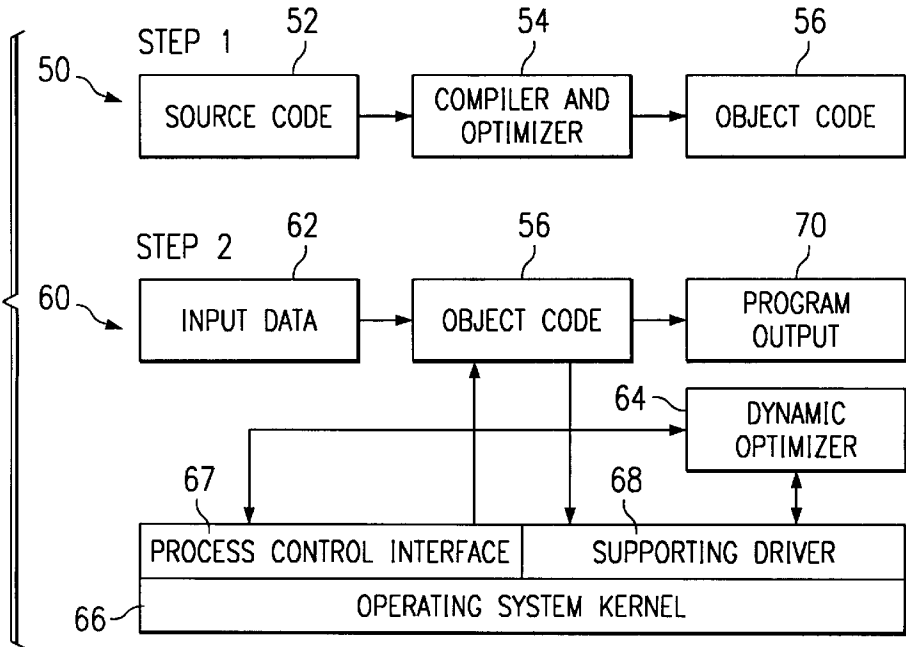 STEP 1
50
52
54
56
SOURCE CODE
COMPILER AND
OPTIMIZER
OBJECT CODE
STEP 2
60
62
56
70
INPUT DATA
OBJECT CODE
PROGRAM
OUTPUT
64
DYNAMIC
OPTIMIZER
67
68
PROCESS CONTROL INTERFACE
SUPPORTING DRIVER
66
OPERATING SYSTEM KERNEL